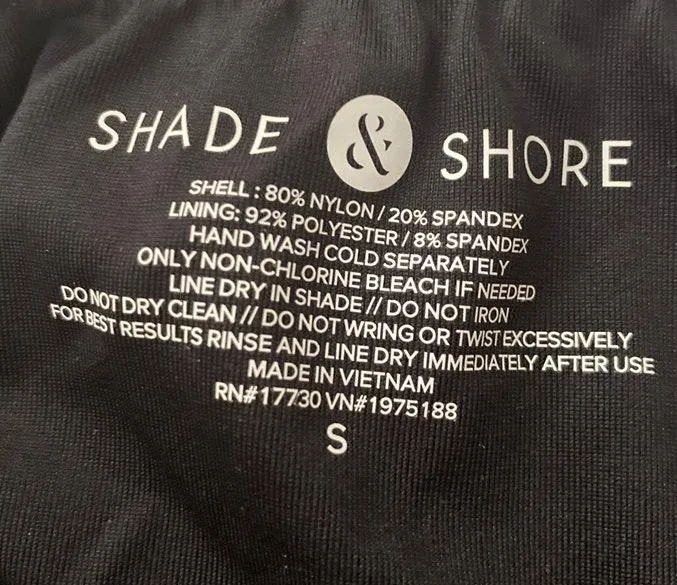 SHADE & SHORE
SHELL : 80% NYLON / 20% SPANDEX
LINING: 92% POLYESTER / 8% SPANDEX
HAND WASH COLD SEPARATELY
ONLY NON-CHLORINE BLEACH IF NEEDED
LINE DRY IN SHADE // DO NOT IRON
DO NOT DRY CLEAN // DO NOT WRING OR TWIST EXCESSIVELY
FOR BEST RESULTS RINSE AND LINE DRY IMMEDIATELY AFTER USE
MADE IN VIETNAM
RN#17730 VN#1975188
S